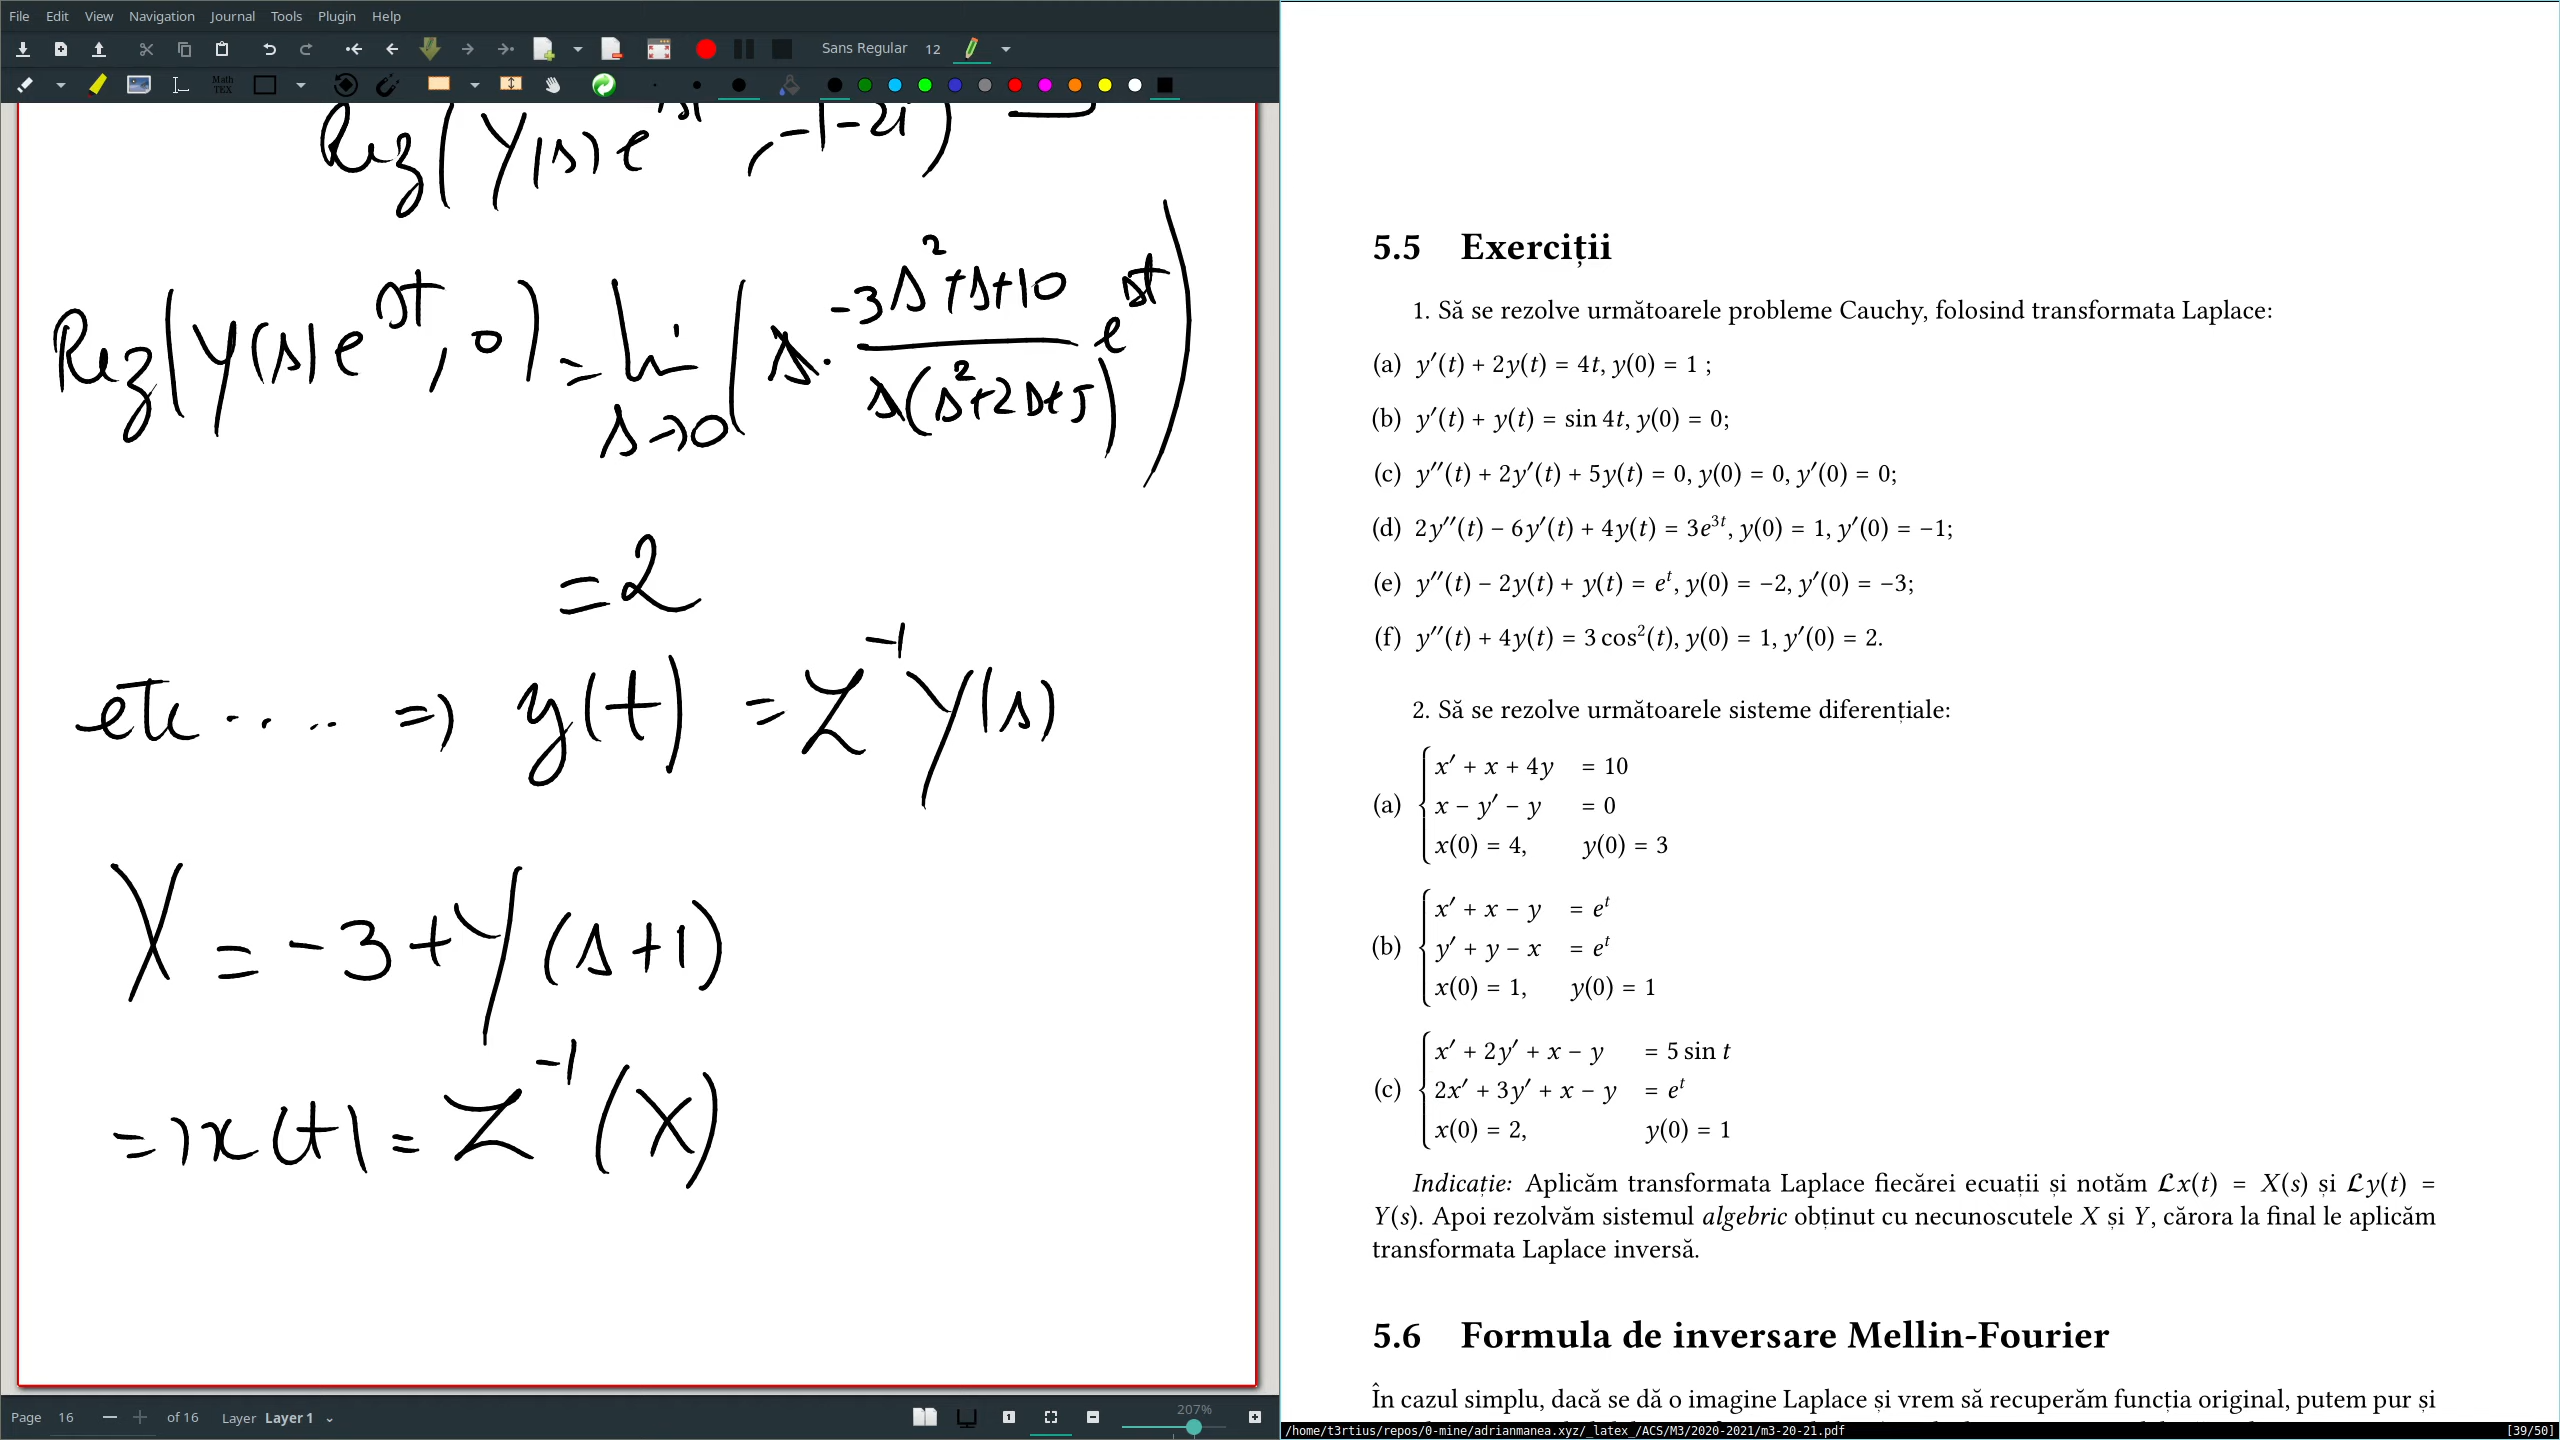 File Edit View Navigation Journal Tools Plugin Help
Sans Regular 12
Math TEX
Rez(Y(s)e^{st}, -1-2i)
Rez(Y(s)e^{st}, 0) = lim_{s→0} (s · \frac{-3s^2+s+10}{s(s^2+2s+5)} e^{st})
= 2
etc ..... => y(t) = L^{-1} Y(s)
X = -3 + Y(s+1)
=> x(t) = L^{-1}(X)
Page 16 of 16 Layer Layer 1 207%
5.5 Exerciții
1. Să se rezolve următoarele probleme Cauchy, folosind transformata Laplace:
(a) y′(t) + 2y(t) = 4t, y(0) = 1 ;
(b) y′(t) + y(t) = sin 4t, y(0) = 0;
(c) y″(t) + 2y′(t) + 5y(t) = 0, y(0) = 0, y′(0) = 0;
(d) 2y″(t) − 6y′(t) + 4y(t) = 3e^{3t}, y(0) = 1, y′(0) = −1;
(e) y″(t) − 2y(t) + y(t) = e^t, y(0) = −2, y′(0) = −3;
(f) y″(t) + 4y(t) = 3 cos²(t), y(0) = 1, y′(0) = 2.
2. Să se rezolve următoarele sisteme diferențiale:
x′ + x + 4y = 10
(a) x − y′ − y = 0
x(0) = 4, y(0) = 3
x′ + x − y = e^t
(b) y′ + y − x = e^t
x(0) = 1, y(0) = 1
x′ + 2y′ + x − y = 5 sin t
(c) 2x′ + 3y′ + x − y = e^t
x(0) = 2, y(0) = 1
Indicație: Aplicăm transformata Laplace fiecărei ecuații și notăm ℒx(t) = X(s) și ℒy(t) =
Y(s). Apoi rezolvăm sistemul algebric obținut cu necunoscutele X și Y, cărora la final le aplicăm
transformata Laplace inversă.
5.6 Formula de inversare Mellin-Fourier
În cazul simplu, dacă se dă o imagine Laplace și vrem să recuperăm funcția original, putem pur și
/home/t3rtius/repos/0-mine/adrianmanea.xyz/_latex_/ACS/M3/2020-2021/m3-20-21.pdf [39/50]